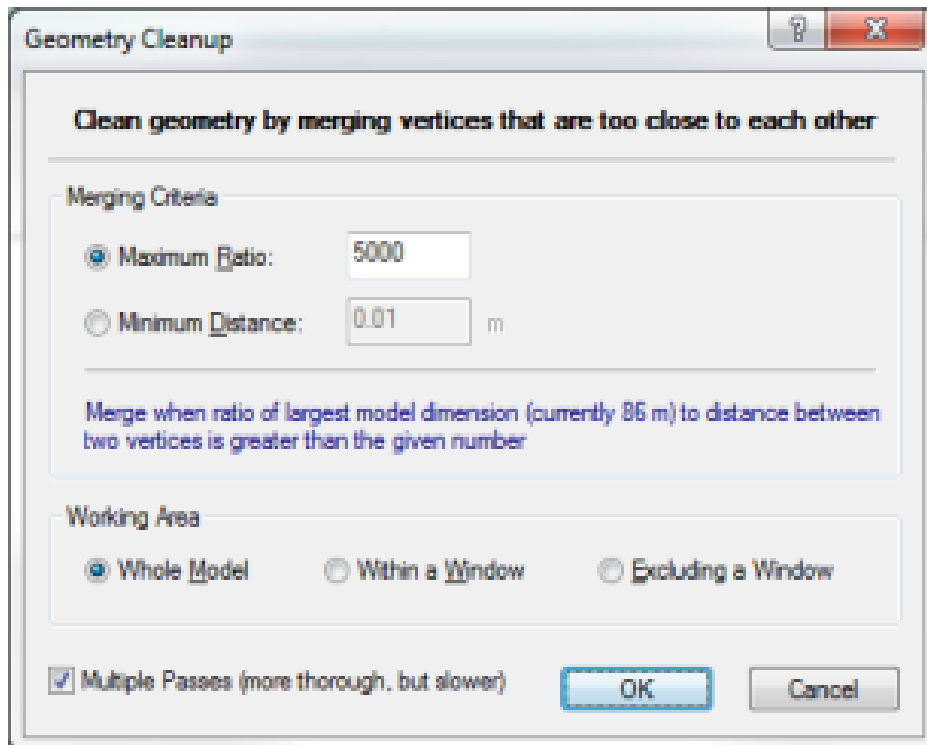 Geometry Cleanup
?
Clean geometry by merging vertices that are too close to each other
Merging Criteria
Maximum Ratio: 5000
Minimum Distance: 0.01 m
Merge when ratio of largest model dimension (currently 86 m) to distance between
two vertices is greater than the given number
Working Area
Whole Model Within a Window Excluding a Window
Multiple Passes (more thorough, but slower) OK Cancel